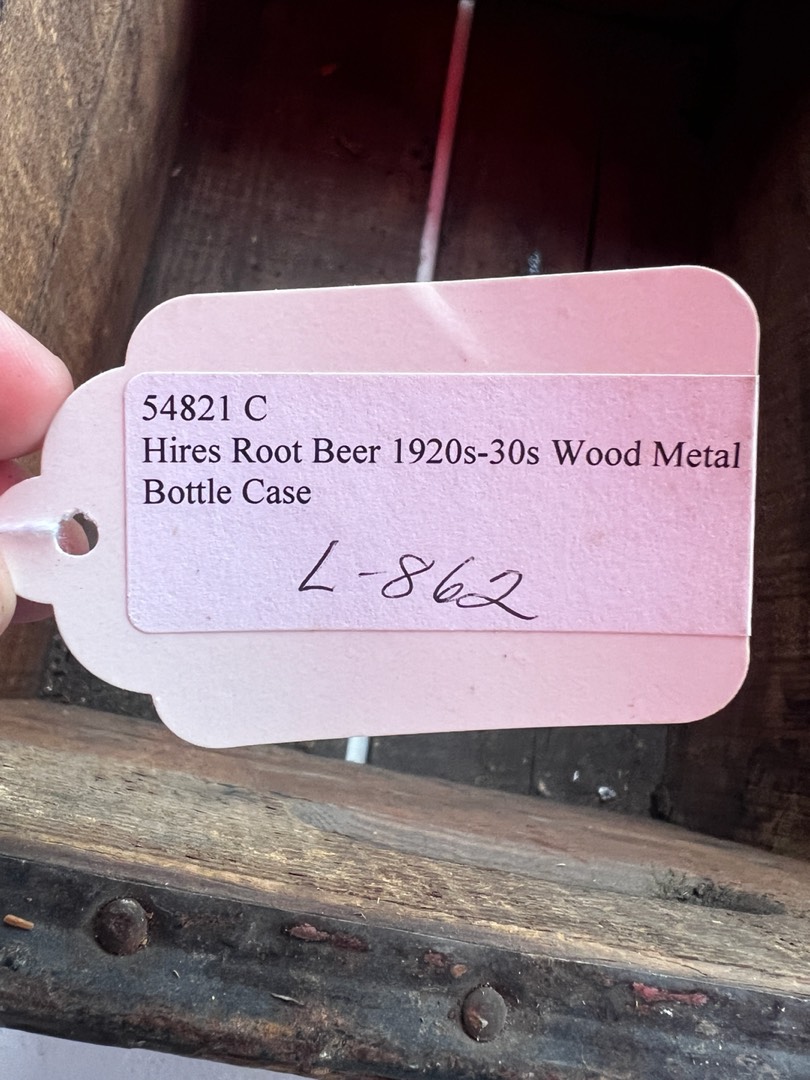 54821 C
Hires Root Beer 1920s-30s Wood Metal
Bottle Case
L-862